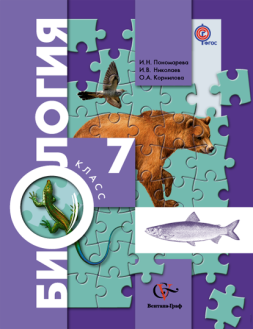 ФГОС
И.Н. Пономарева
И.В. Николаев
О.А. Корнилова
БИОЛОГИЯ
7
КЛАСС
Вентана-Граф